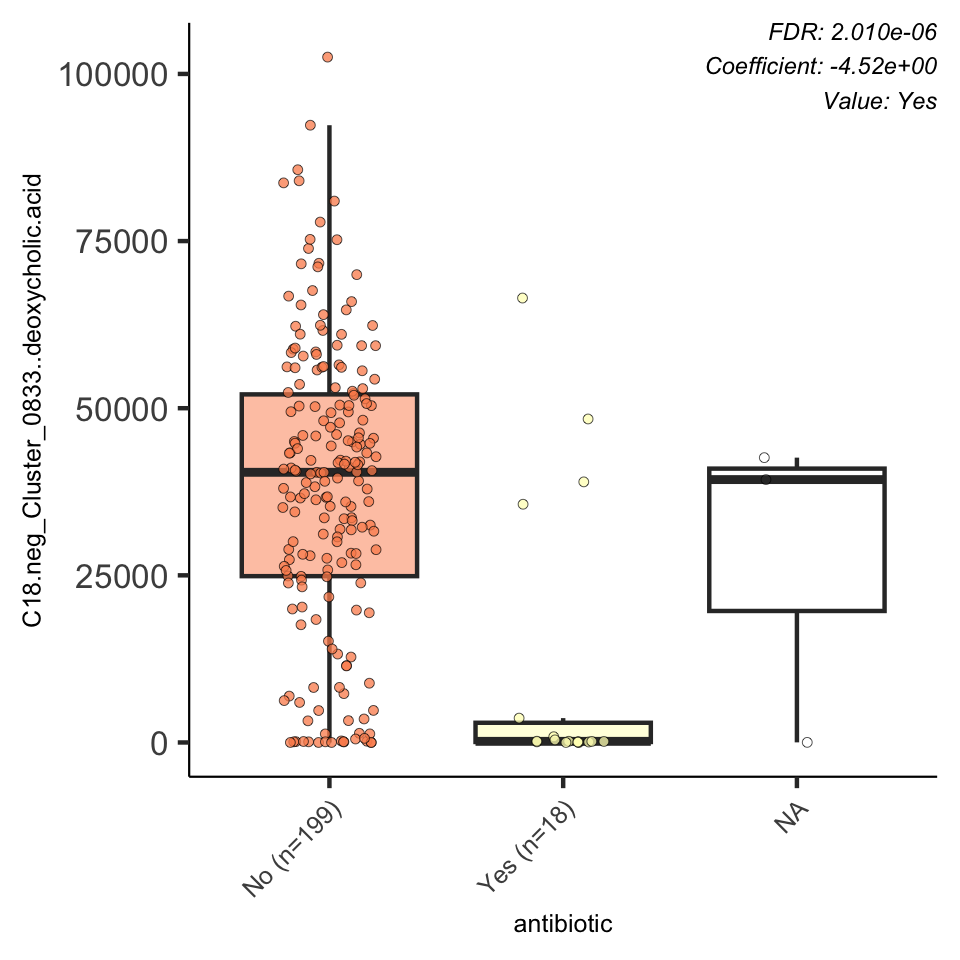 FDR: 2.010e-06
Coefficient: -4.52e+00
Value: Yes
C18.neg_Cluster_0833..deoxycholic.acid
100000
75000
50000
25000
0
No (n=199)
Yes (n=18)
NA
antibiotic